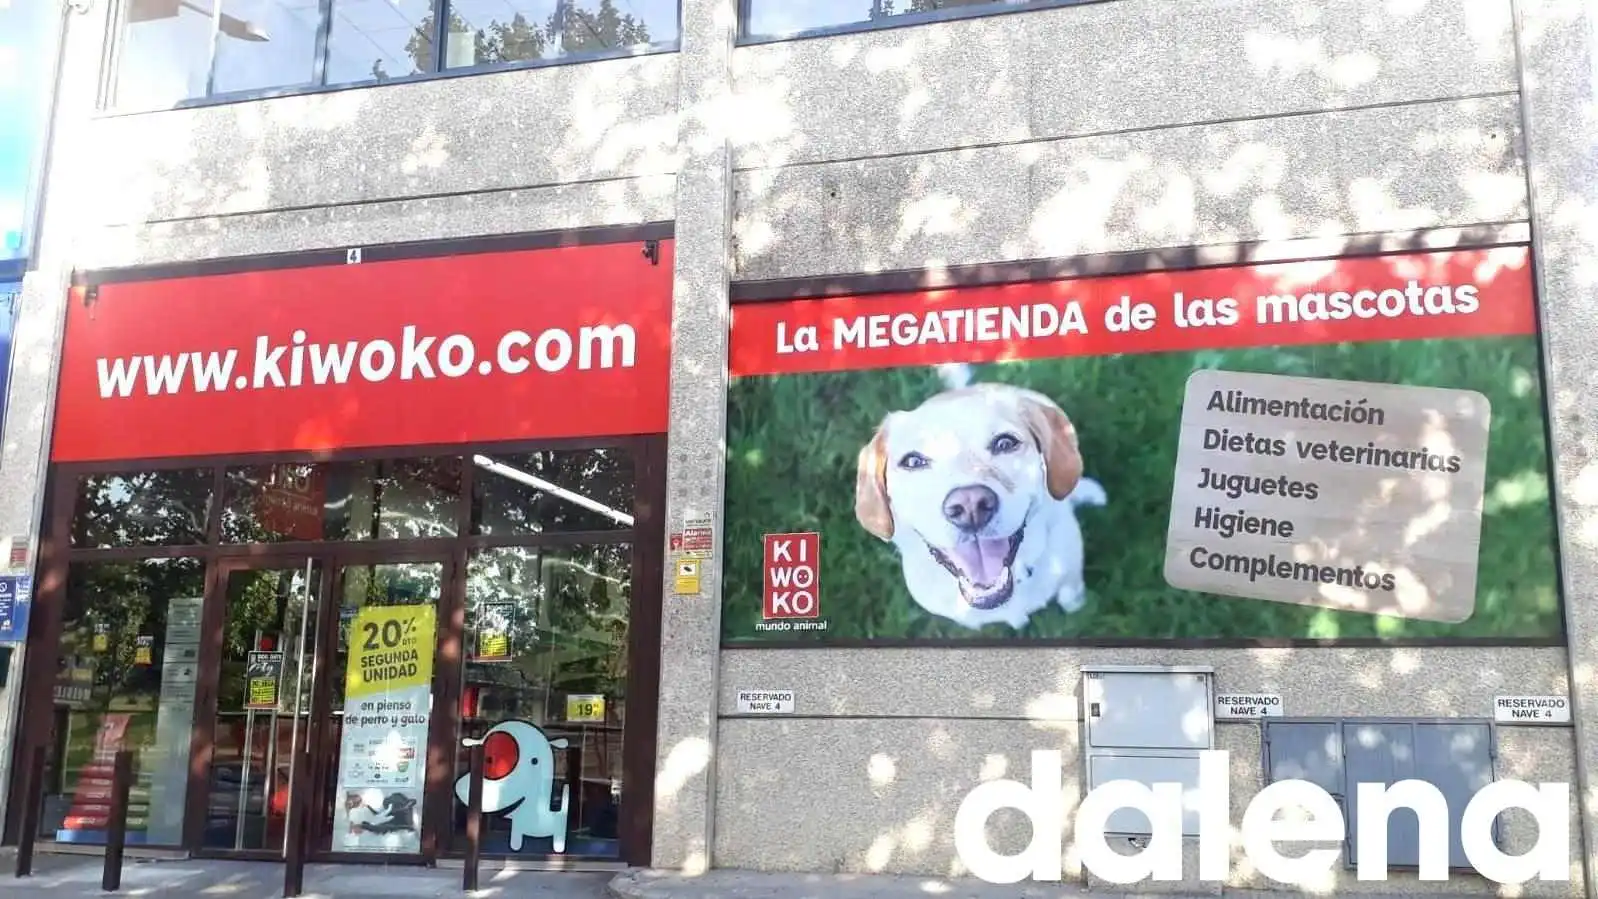 4
www.kiwoko.com
La MEGATIENDA de las mascotas
Alimentación
Dietas veterinarias
Juguetes
Higiene
Complementos
KI
WO
KO
mundo animal
20% DTO
SEGUNDA
UNIDAD
en pienso
de perro y gato
19
RESERVADO
NAVE 4
RESERVADO
NAVE 4
RESERVADO
NAVE 4
dalena